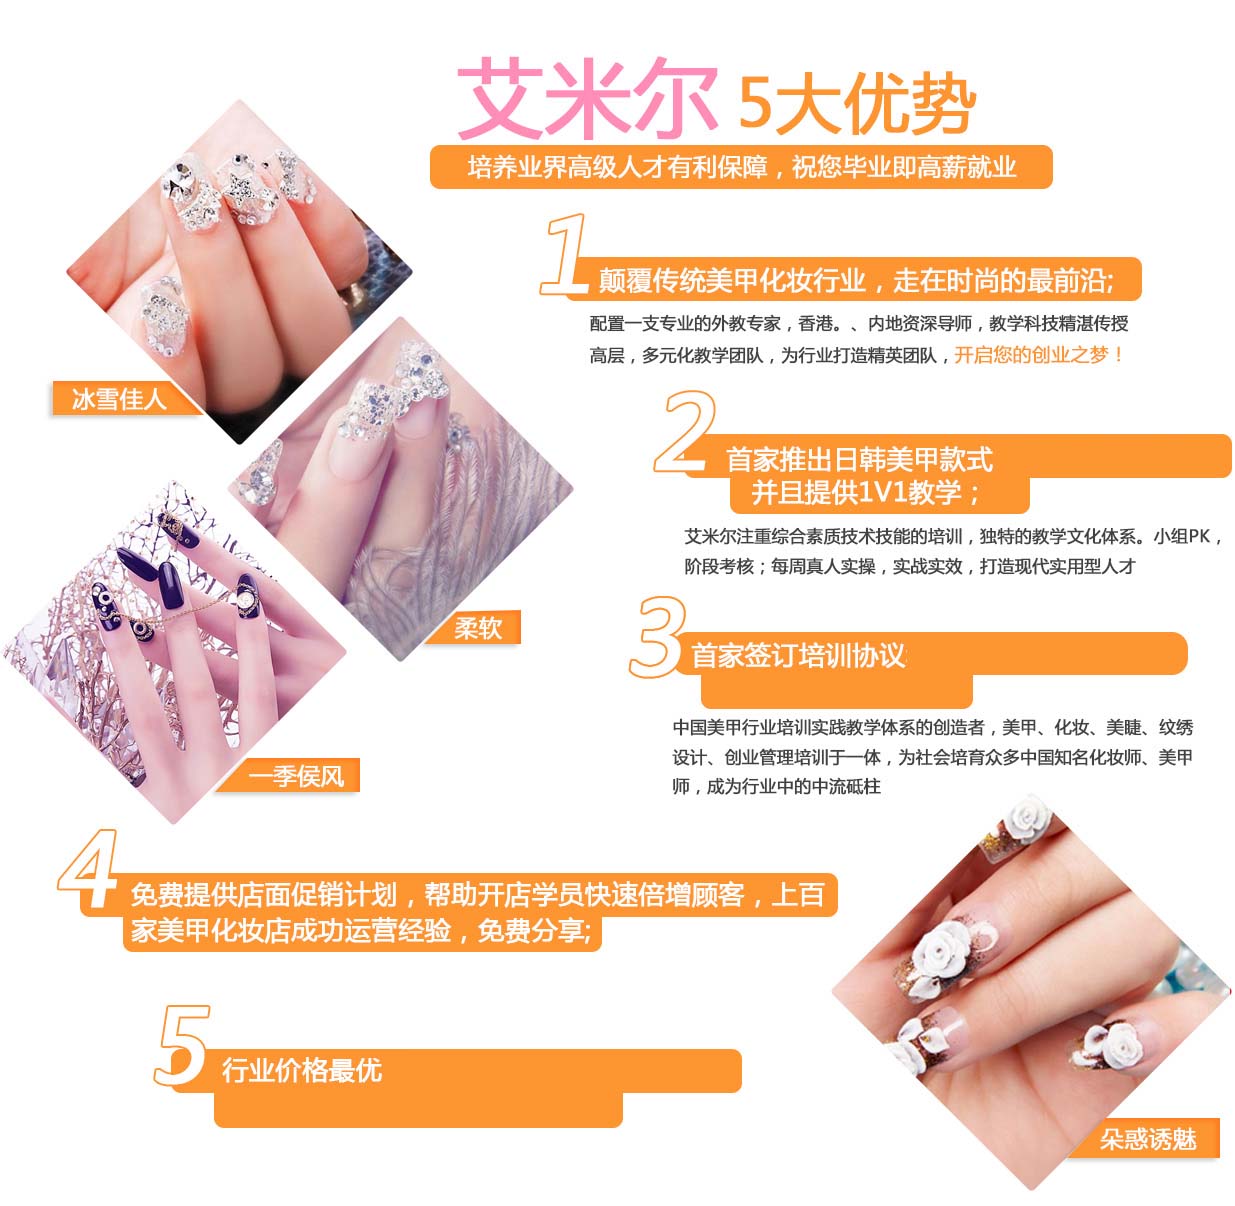 艾米尔 5大优势
培养业界高级人才有利保障，祝您毕业即高薪就业
1 颠覆传统美甲化妆行业，走在时尚的最前沿;
配置一支专业的外教专家，香港。、内地资深导师，教学科技精湛传授
高层，多元化教学团队，为行业打造精英团队，开启您的创业之梦！
冰雪佳人
2 首家推出日韩美甲款式
并且提供1V1教学；
艾米尔注重综合素质技术技能的培训，独特的教学文化体系。小组PK，
阶段考核；每周真人实操，实战实效，打造现代实用型人才
柔软
3 首家签订培训协议
中国美甲行业培训实践教学体系的创造者，美甲、化妆、美睫、纹绣
设计、创业管理培训于一体，为社会培育众多中国知名化妆师、美甲
师，成为行业中的中流砥柱
一季侯风
4 免费提供店面促销计划，帮助开店学员快速倍增顾客，上百
家美甲化妆店成功运营经验，免费分享;
5 行业价格最优
朵惑诱魅